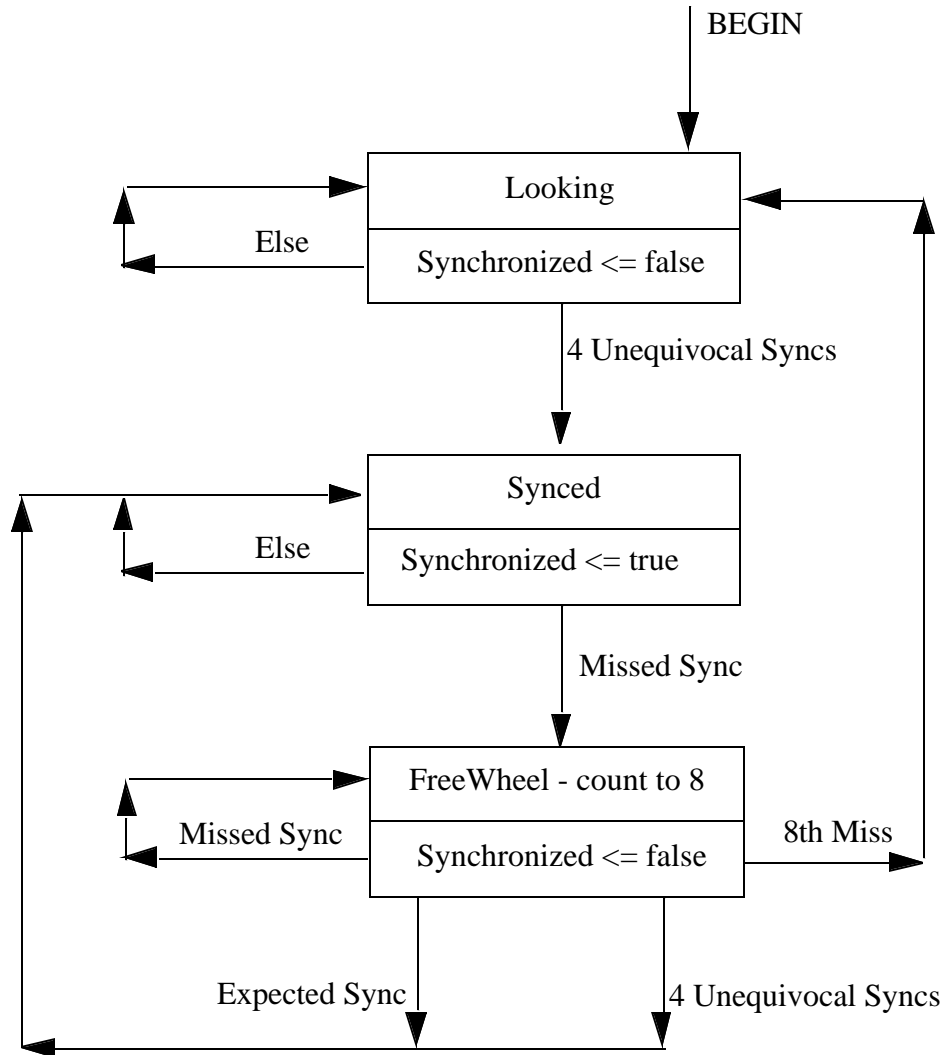 BEGIN
Looking
Else
Synchronized <= false
4 Unequivocal Syncs
Synced
Else
Synchronized <= true
Missed Sync
FreeWheel - count to 8
Missed Sync
Synchronized <= false
8th Miss
Expected Sync
4 Unequivocal Syncs